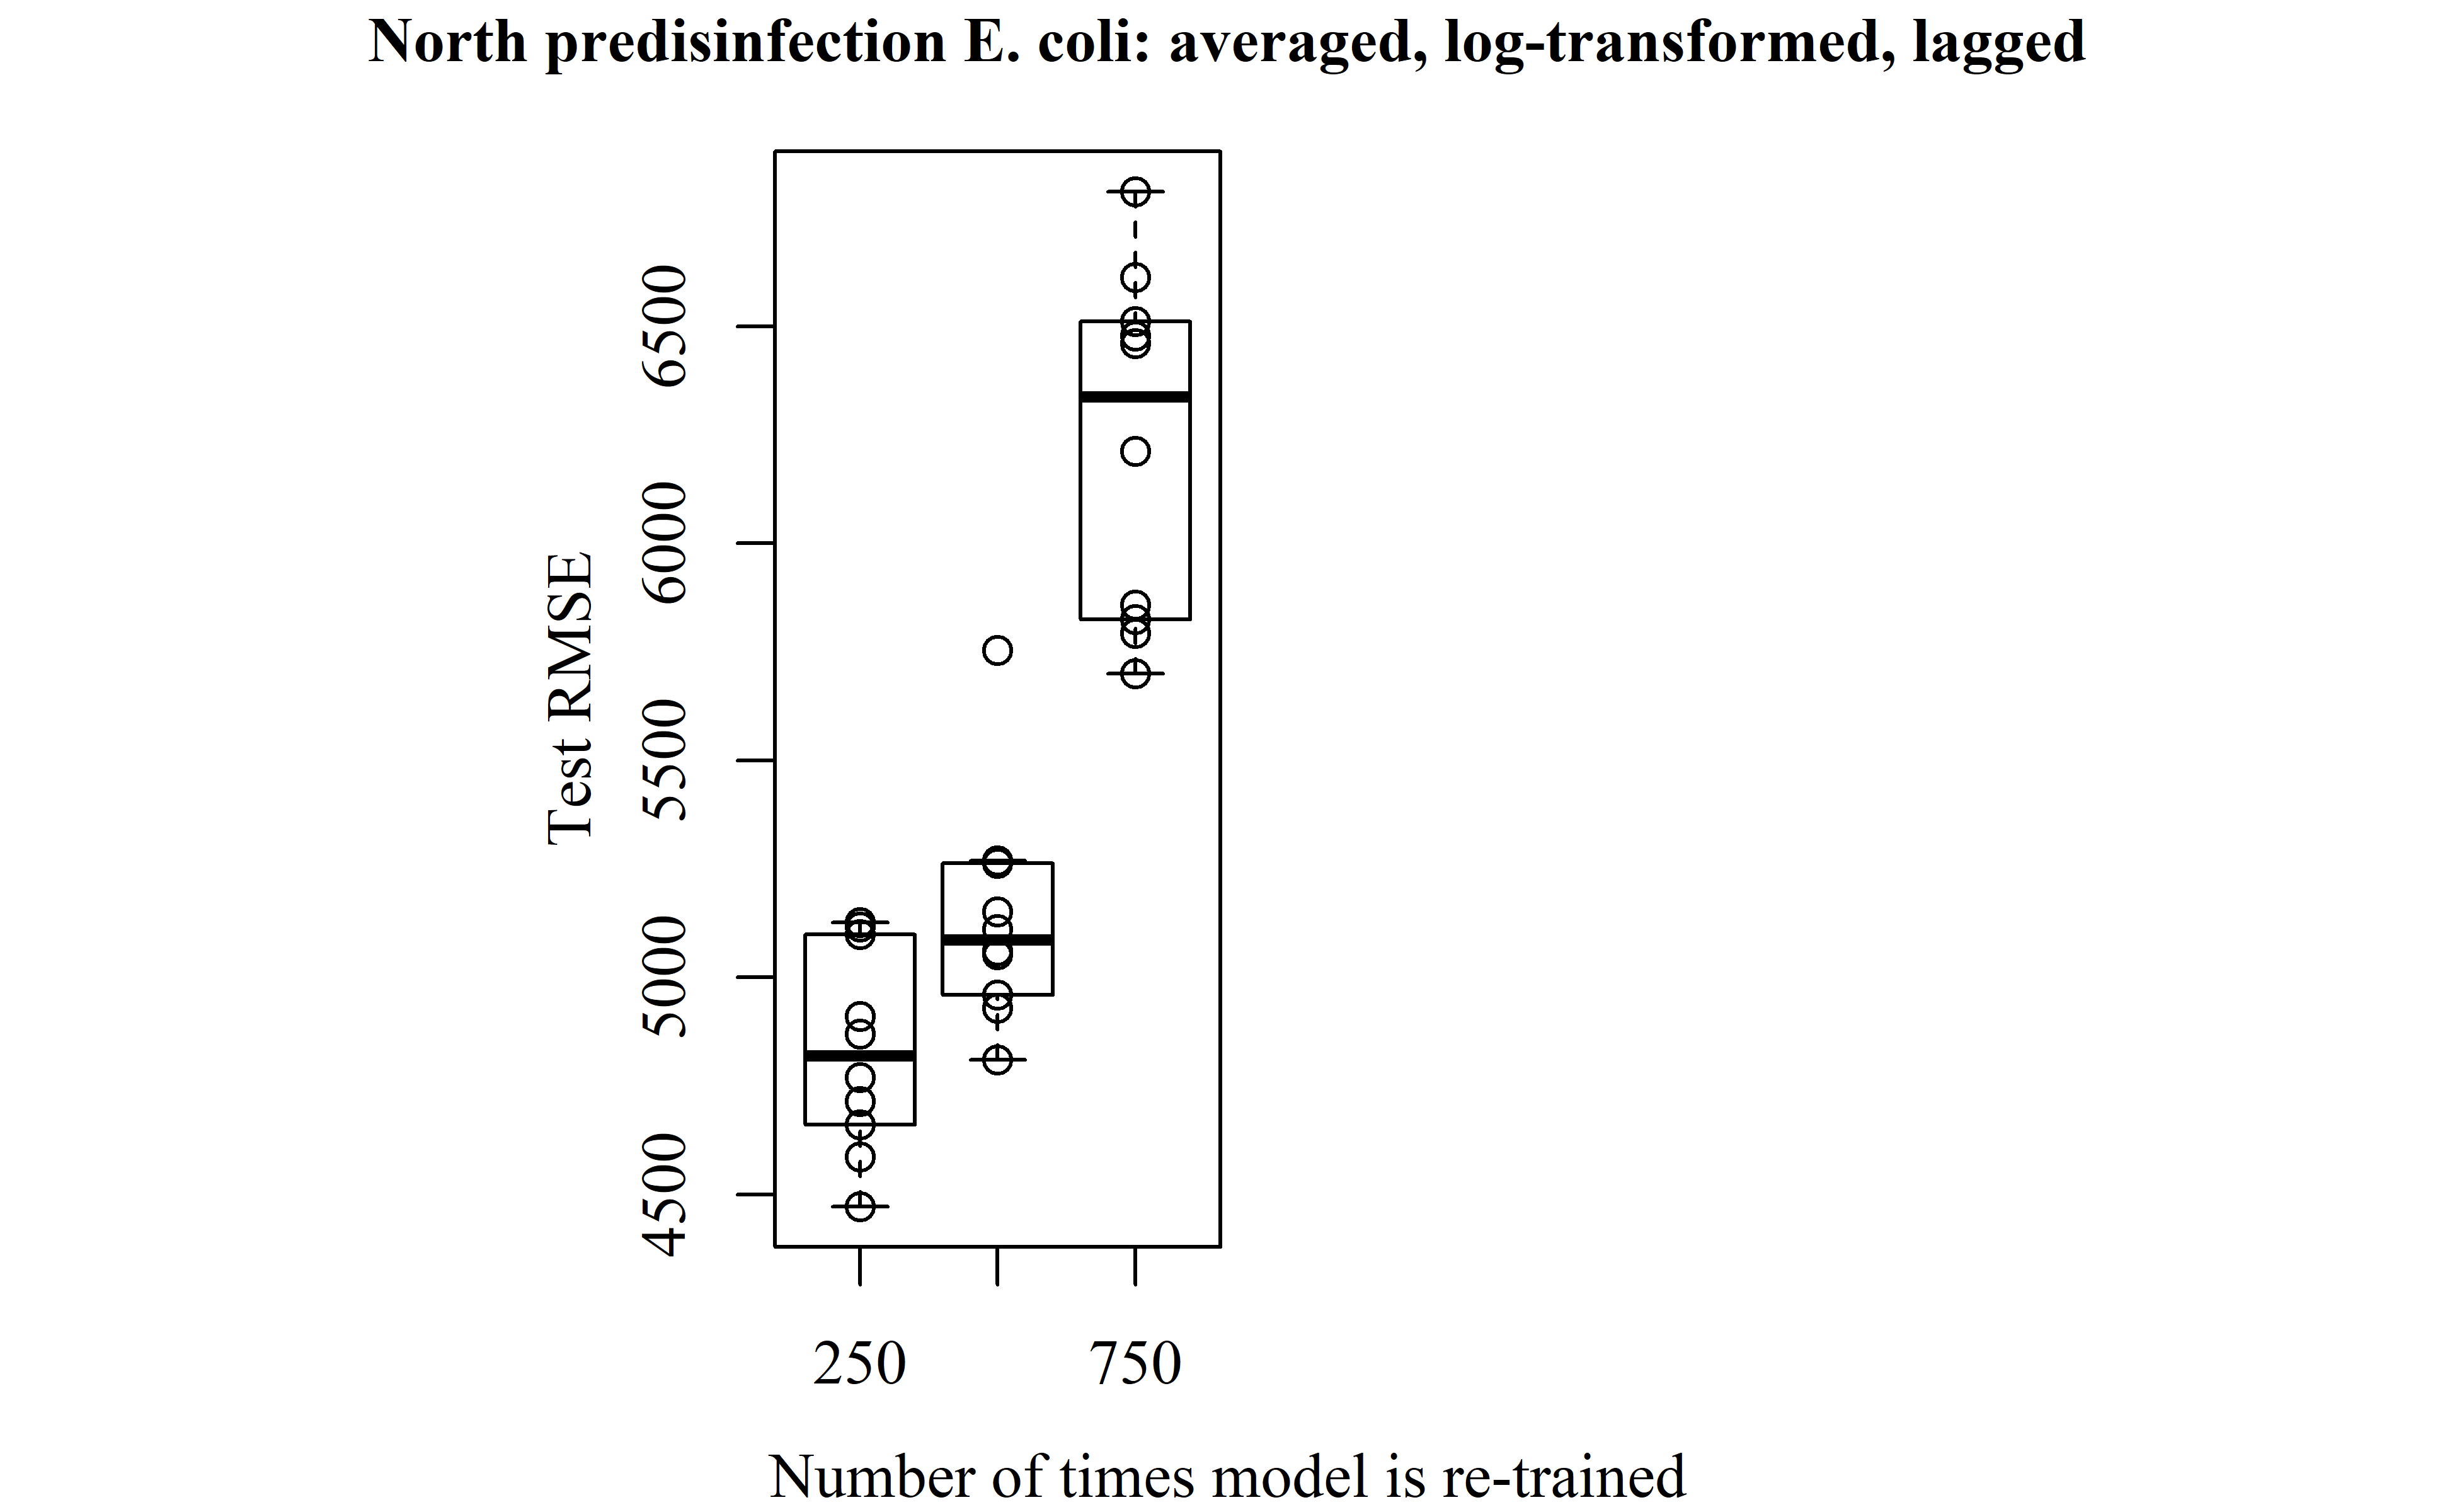 North predisinfection E. coli: averaged, log-transformed, lagged
Test RMSE
6500
6000
5500
5000
4500
250
750
Number of times model is re-trained